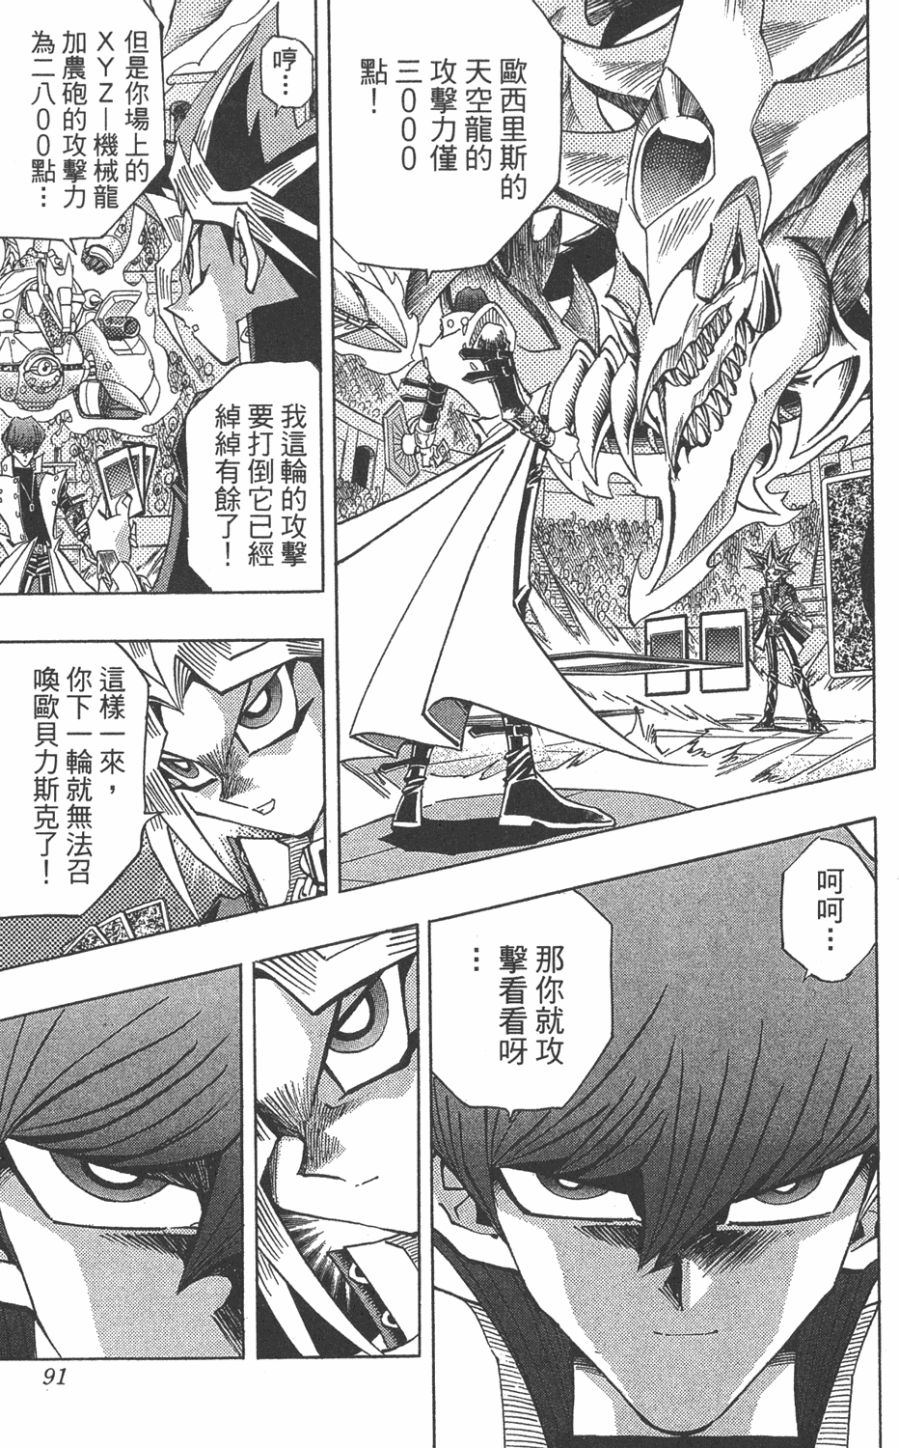 歐西里斯的
天空龍的
攻擊力僅
三000
點！
哼…
但是你場上的
XYZ－機械龍
加農砲的攻擊力
為二八00點…
我這輪的攻擊
要打倒它已經
綽綽有餘了！
這樣一來，
你下一輪就無法召
喚歐貝力斯克了！
呵呵…
那你就攻
擊看看呀
…
91